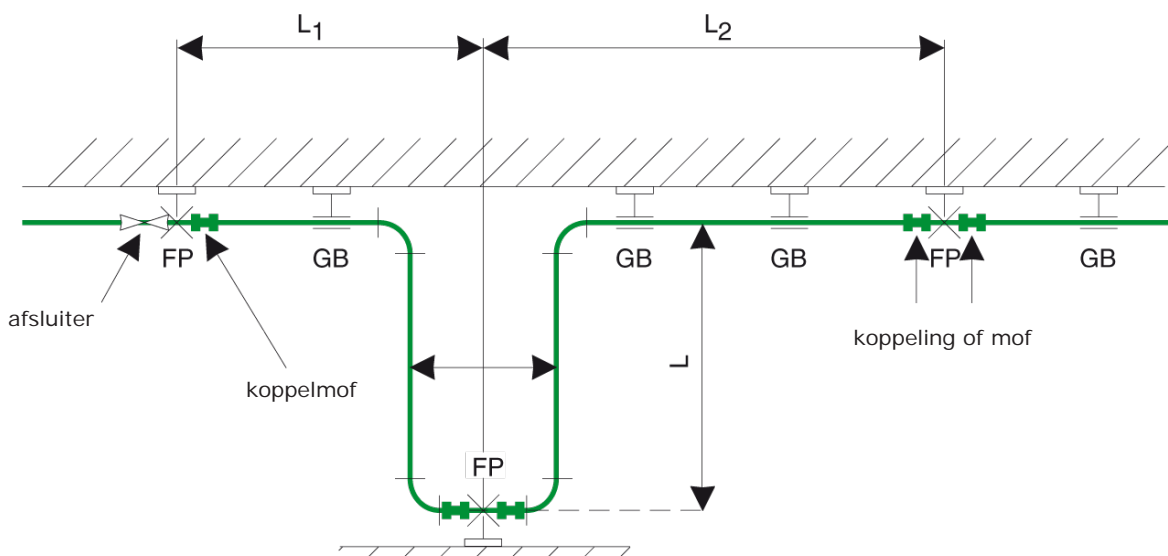 L1 L2
FP GB GB GB FP GB
afsluiter
koppeling of mof
L
koppelmof
FP